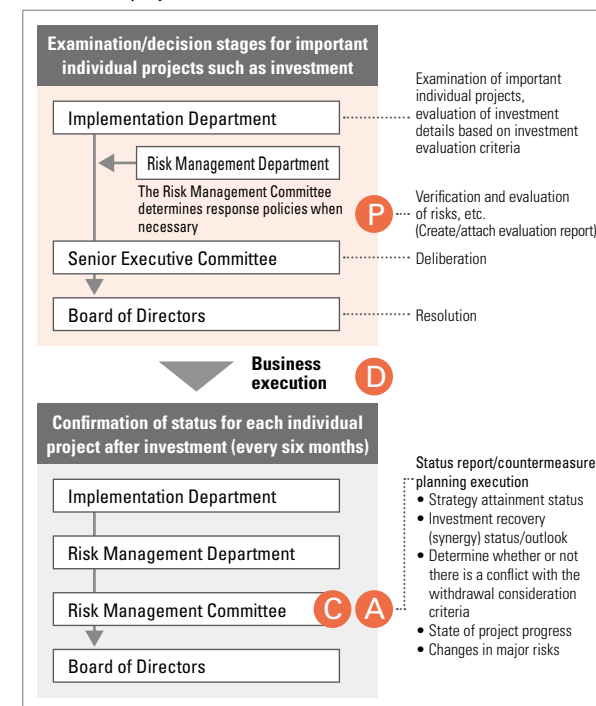 Examination/decision stages for important
individual projects such as investment
Implementation Department
Examination of important
individual projects,
evaluation of investment
details based on investment
evaluation criteria
Risk Management Department
The Risk Management Committee
determines response policies when
necessary
P
Verification and evaluation
of risks, etc.
(Create/attach evaluation report)
Senior Executive Committee
Deliberation
Board of Directors
Resolution
Business
execution
D
Confirmation of status for each individual
project after investment (every six months)
Implementation Department
Risk Management Department
Risk Management Committee
C A
Board of Directors
Status report/countermeasure
planning execution
• Strategy attainment status
• Investment recovery
(synergy) status/outlook
• Determine whether or not
there is a conflict with the
withdrawal consideration
criteria
• State of project progress
• Changes in major risks